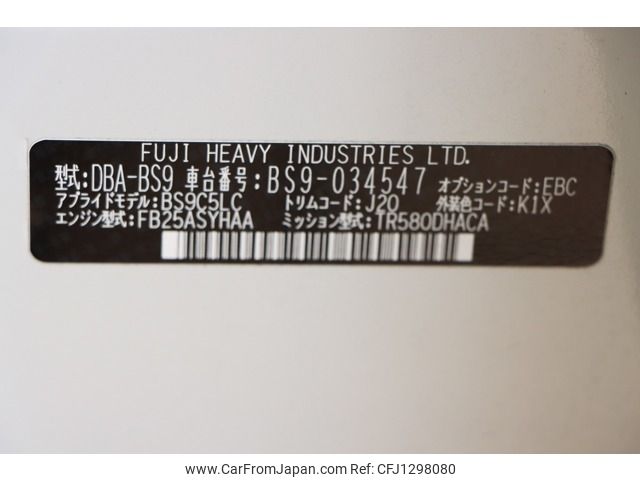 FUJI HEAVY INDUSTRIES LTD.
型式:DBA-BS9 車台番号:BS9-034547 オプションコード:EBC
アプライドモデル:BS9C5LC トリムコード:J20 外装色コード:K1X
エンジン型式:FB25ASYHAA ミッション型式:TR580DHACA
www.CarFromJapan.com | © CarFromJapan | CFJ1298080